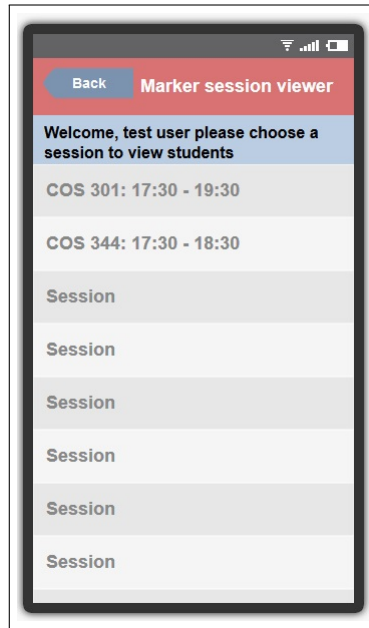 Back
Marker session viewer
Welcome, test user please choose a
session to view students
COS 301: 17:30 - 19:30
COS 344: 17:30 - 18:30
Session
Session
Session
Session
Session
Session